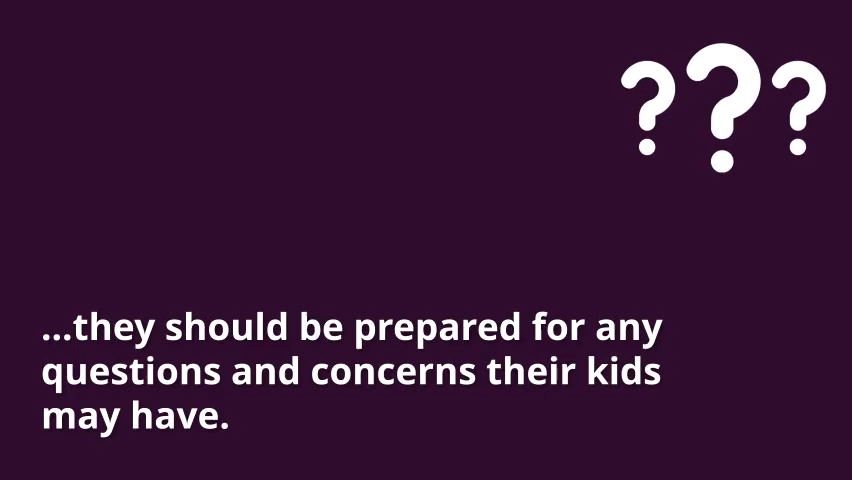 ???
...they should be prepared for any
questions and concerns their kids
may have.